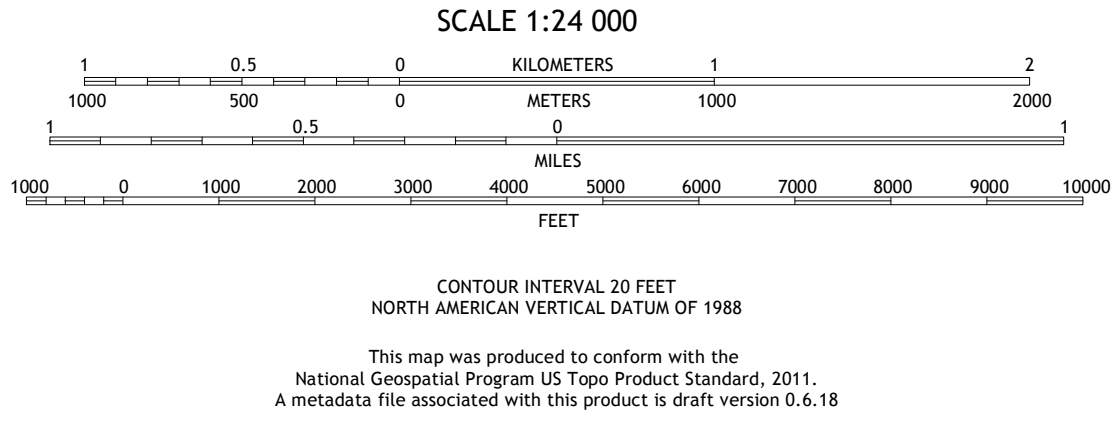 SCALE 1:24 000
1 0.5 0 KILOMETERS 1 2
1000 500 0 METERS 1000 2000
1 0.5 0 1
MILES
1000 0 1000 2000 3000 4000 5000 6000 7000 8000 9000 10000
FEET
CONTOUR INTERVAL 20 FEET
NORTH AMERICAN VERTICAL DATUM OF 1988
This map was produced to conform with the
National Geospatial Program US Topo Product Standard, 2011.
A metadata file associated with this product is draft version 0.6.18